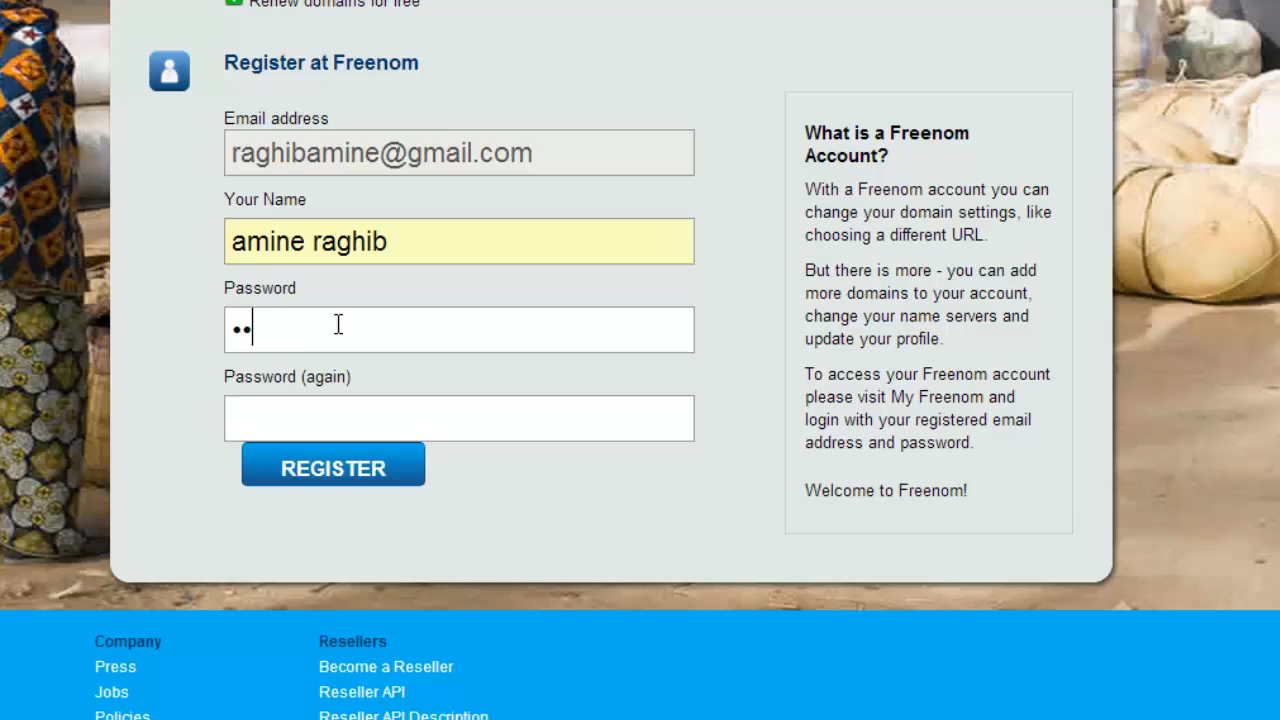 Renew domains for free
Register at Freenom
Email address
raghibamine@gmail.com
Your Name
amine raghib
Password
••
Password (again)
REGISTER
What is a Freenom
Account?
With a Freenom account you can
change your domain settings, like
choosing a different URL.
But there is more - you can add
more domains to your account,
change your name servers and
update your profile.
To access your Freenom account
please visit My Freenom and
login with your registered email
address and password.
Welcome to Freenom!
Company
Press
Jobs
Policies
Resellers
Become a Reseller
Reseller API
Reseller API Description